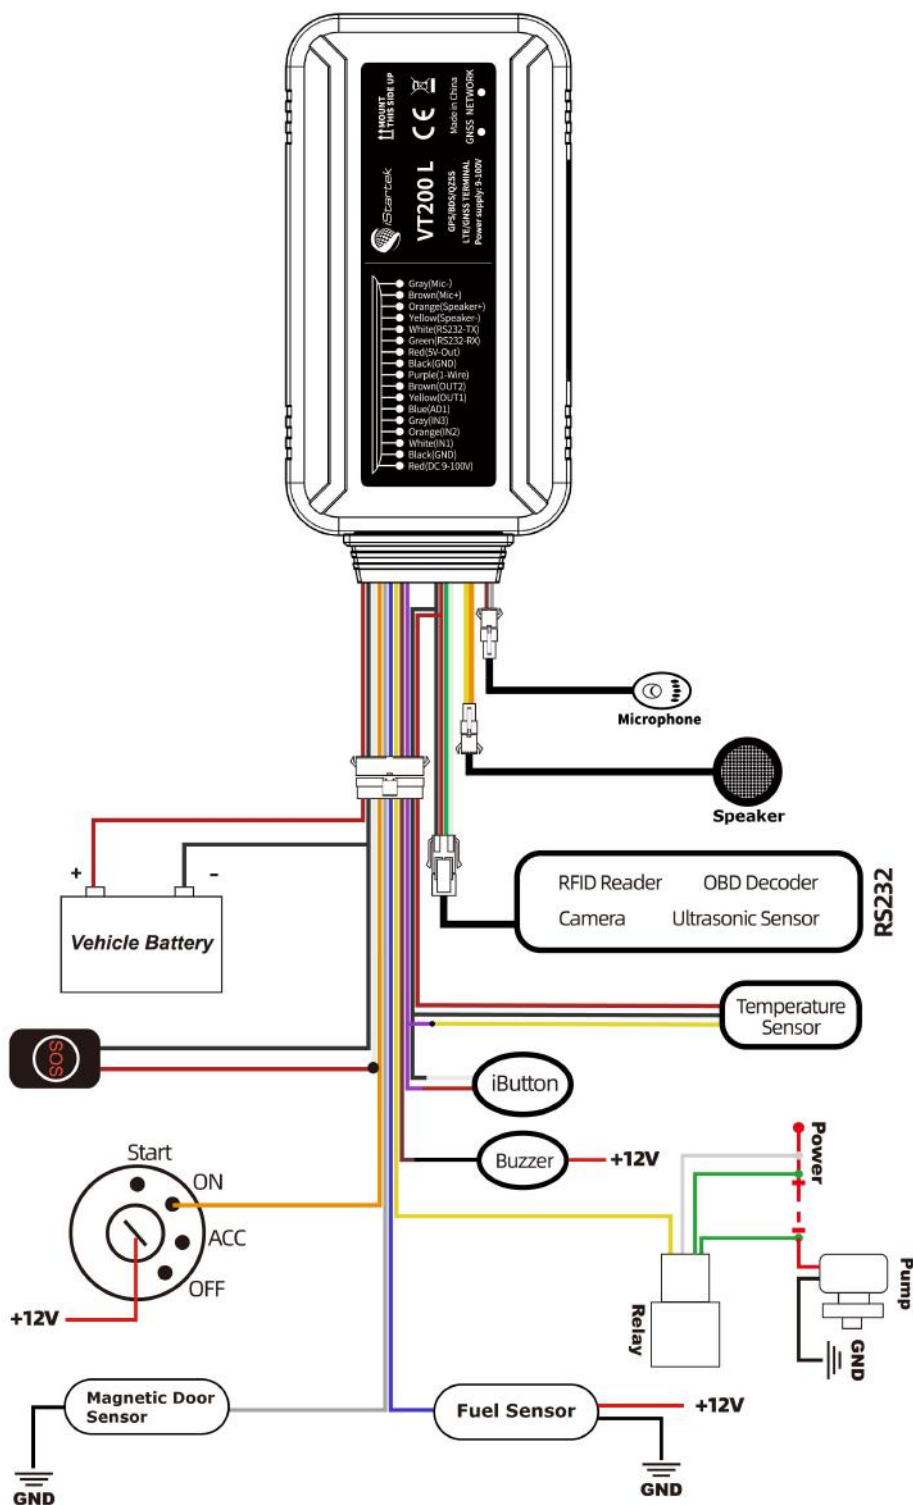 MOUNT
THIS SIDE UP
CE
Made in China
GNSS NETWORK
iStartek
VT200 L
GPS/BDS/QZSS
LTE/GNSS TERMINAL
Power supply: 9-100V
Gray(Mic-)
Brown(Mic+)
Orange(Speaker+)
Yellow(Speaker-)
White(RS232-TX)
Green(RS232-RX)
Red(5V-Out)
Black(GND)
Purple(1-Wire)
Brown(OUT2)
Yellow(OUT1)
Blue(AD1)
Gray(IN3)
Orange(IN2)
White(IN1)
Black(GND)
Red(DC 9-100V)
Microphone
Speaker
+ -
Vehicle Battery
RFID Reader OBD Decoder
Camera Ultrasonic Sensor
RS232
Temperature
Sensor
SOS
iButton
Buzzer
+12V
Power
Start
ON
ACC
OFF
+12V
Relay
Pump
GND
Magnetic Door
Sensor
GND
Fuel Sensor
+12V
GND